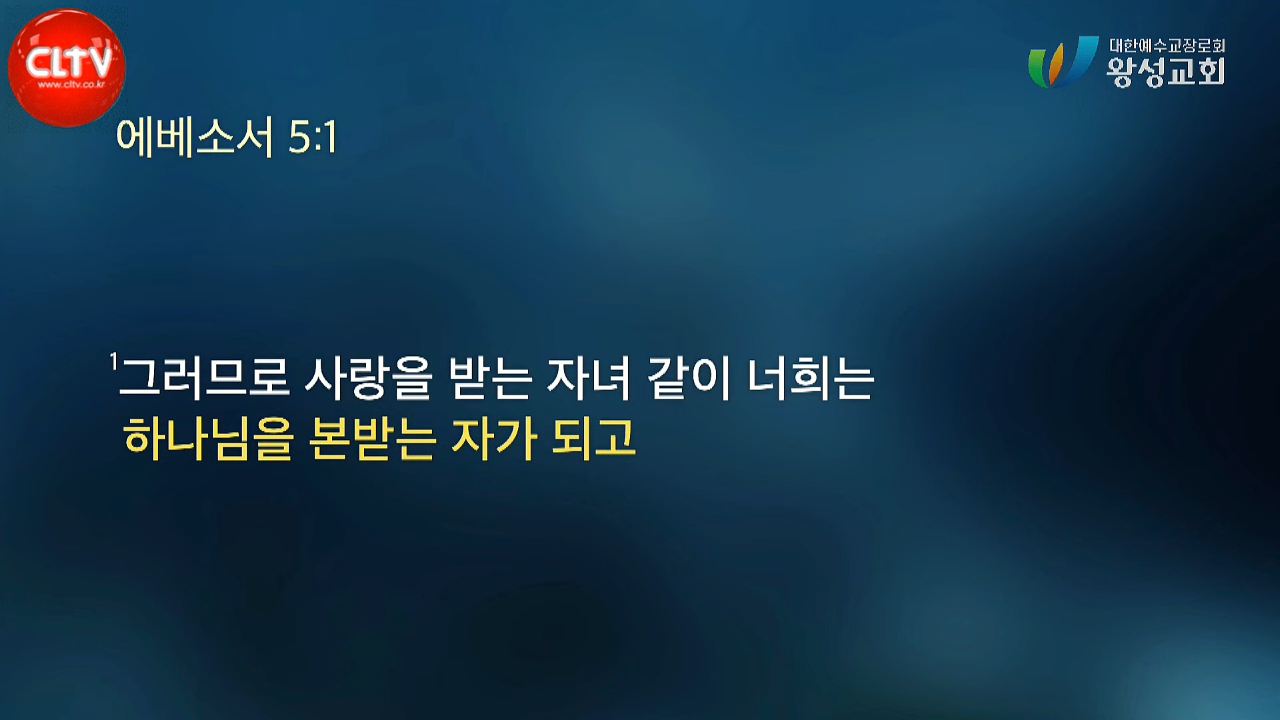 CLTV
www.cltv.co.kr
대한예수교장로회
왕성교회
에베소서 5:1
1그러므로 사랑을 받는 자녀 같이 너희는
하나님을 본받는 자가 되고